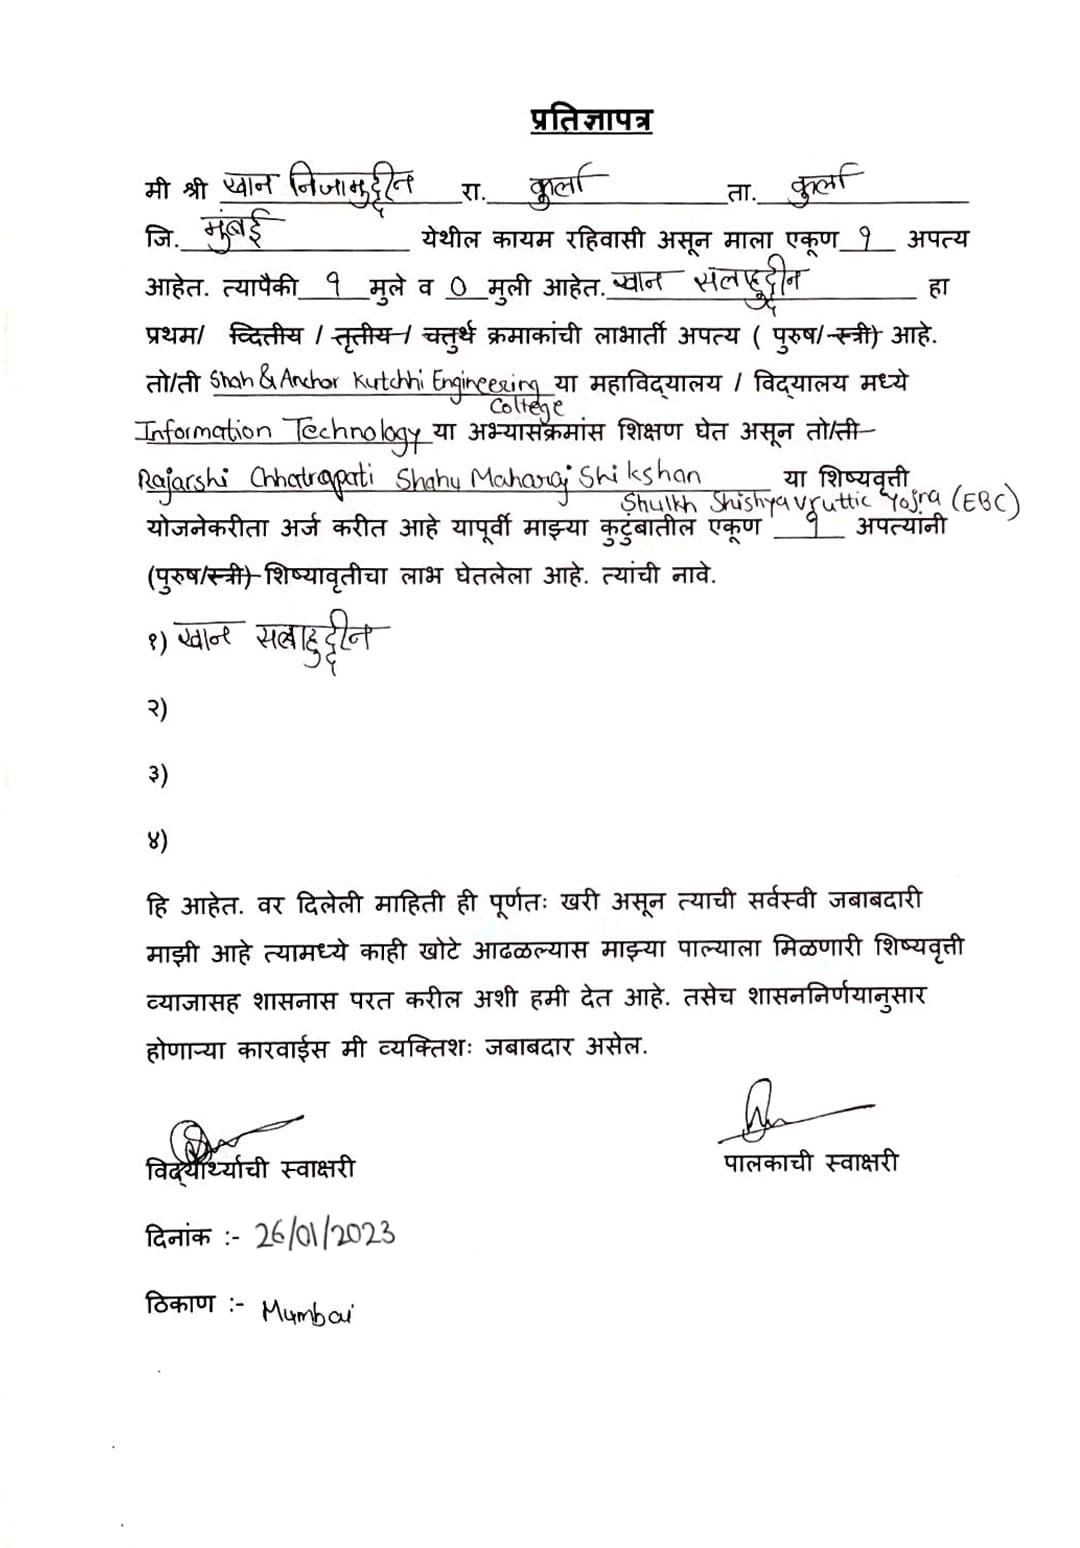 प्रतिज्ञापत्र
मी श्री खान निजामुद्दीन रा. कुर्ला ता. कुर्ला
जि. मुंबई येथील कायम रहिवासी असून माला एकूण १ अपत्य
आहेत. त्यापैकी १ मुले व 0 मुली आहेत. खान सलाहुद्दीन हा
प्रथम/ व्दितीय / तृतीय / चतुर्थ क्रमाकांची लाभार्ती अपत्य ( पुरुष/ स्त्री) आहे.
तो/ती Shah & Anchor Kutchhi Engineering या महाविद्यालय / विद्यालय मध्ये
College
Information Technology या अभ्यासक्रमांस शिक्षण घेत असून तो/ती
Rajarshi Chhatrapati Shahu Maharaj Shikshan या शिष्यवृत्ती
Shulkh Shishyavruttic Yojna (EBC)
योजनेकरीता अर्ज करीत आहे यापूर्वी माझ्या कुटुंबातील एकूण १ अपत्यांनी
(पुरुष/स्त्री) शिष्यावृतीचा लाभ घेतलेला आहे. त्यांची नावे.
१) खान सलाहुद्दीन
२)
३)
४)
हि आहेत. वर दिलेली माहिती ही पूर्णतः खरी असून त्याची सर्वस्वी जबाबदारी
माझी आहे त्यामध्ये काही खोटे आढळल्यास माझ्या पाल्याला मिळणारी शिष्यवृत्ती
व्याजासह शासनास परत करील अशी हमी देत आहे. तसेच शासननिर्णयानुसार
होणाऱ्या कारवाईस मी व्यक्तिशः जबाबदार असेल.
विद्यार्थ्याची स्वाक्षरी पालकाची स्वाक्षरी
दिनांक :- 26/01/2023
ठिकाण :- Mumbai